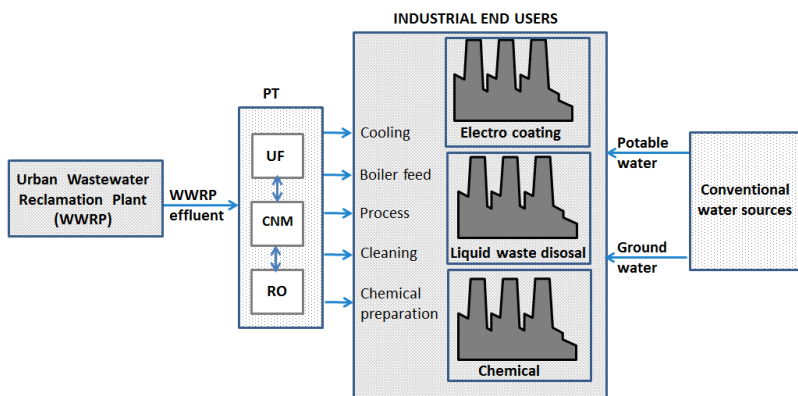 INDUSTRIAL END USERS
PT
Urban Wastewater
Reclamation Plant
(WWRP)
WWRP
effluent
UF
CNM
RO
Cooling
Boiler feed
Process
Cleaning
Chemical
preparation
Electro coating
Liquid waste disosal
Chemical
Potable
water
Ground
water
Conventional
water sources